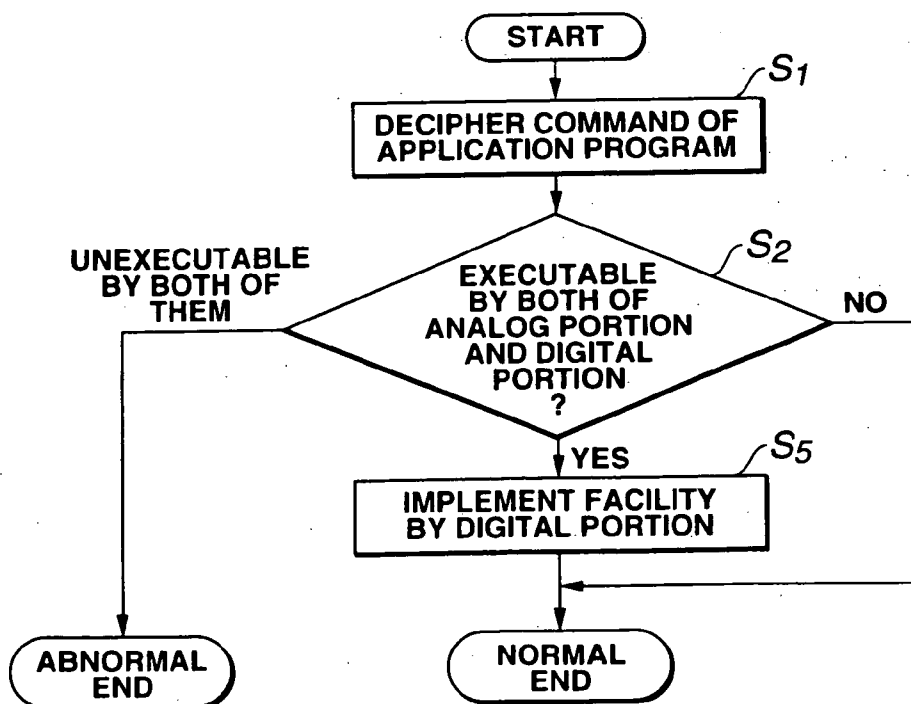 START
S1
DECIPHER COMMAND OF
APPLICATION PROGRAM
S2
UNEXECUTABLE
BY BOTH OF
THEM
EXECUTABLE
BY BOTH OF
ANALOG PORTION
AND DIGITAL
PORTION
?
NO
YES
S5
IMPLEMENT FACILITY
BY DIGITAL PORTION
ABNORMAL
END
NORMAL
END